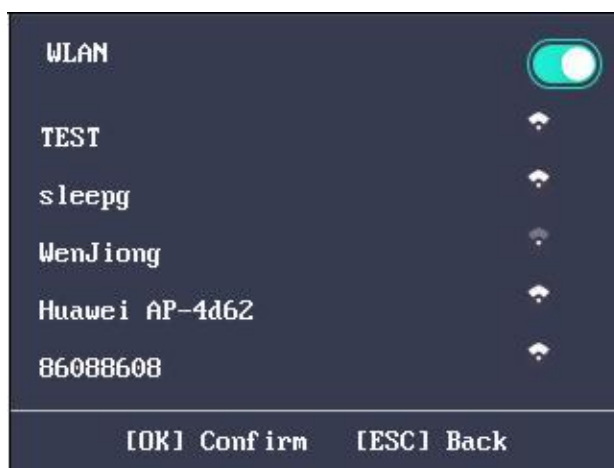 WLAN
TEST
sleepg
WenJiong
Huawei AP-4d62
86088608
[OK] Confirm [ESC] Back